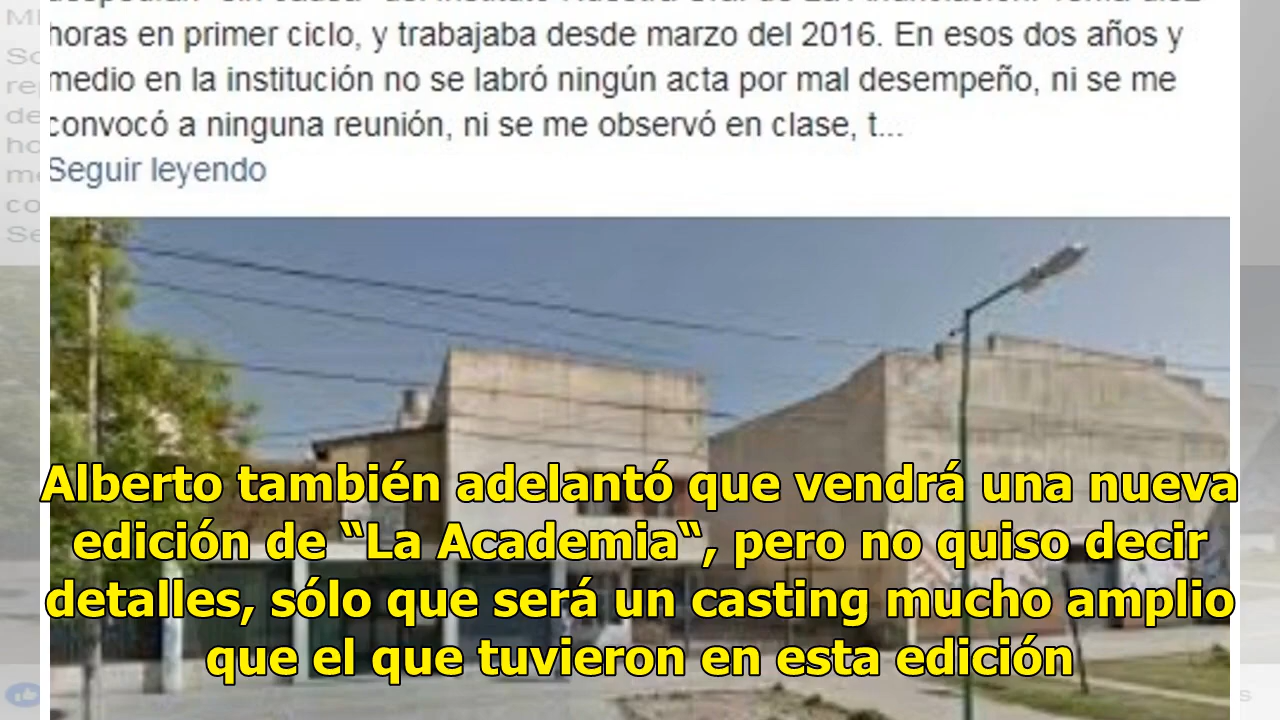 horas en primer ciclo, y trabajaba desde marzo del 2016. En esos dos años y
medio en la institución no se labró ningún acta por mal desempeño, ni se me
convocó a ninguna reunión, ni se me observó en clase, t...
Seguir leyendo
Alberto también adelantó que vendrá una nueva
edición de “La Academia“, pero no quiso decir
detalles, sólo que será un casting mucho amplio
que el que tuvieron en esta edición